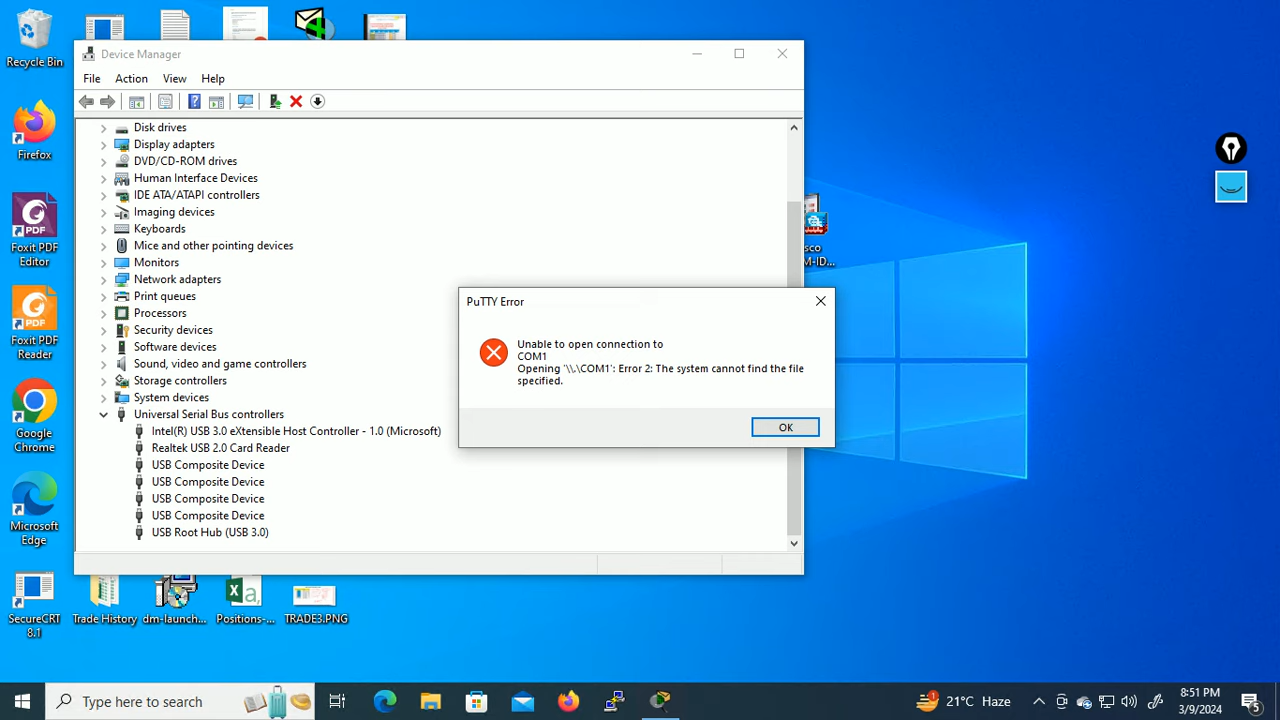 Recycle Bin
Firefox
Foxit PDF
Editor
Foxit PDF
Reader
Google
Chrome
Microsoft
Edge
SecureCRT
8.1
Device Manager
File Action View Help
Disk drives
Display adapters
DVD/CD-ROM drives
Human Interface Devices
IDE ATA/ATAPI controllers
Imaging devices
Keyboards
Mice and other pointing devices
Monitors
Network adapters
Print queues
Processors
Security devices
Software devices
Sound, video and game controllers
Storage controllers
System devices
Universal Serial Bus controllers
Intel(R) USB 3.0 eXtensible Host Controller - 1.0 (Microsoft)
Realtek USB 2.0 Card Reader
USB Composite Device
USB Composite Device
USB Composite Device
USB Composite Device
USB Root Hub (USB 3.0)
PuTTY Error
Unable to open connection to
COM1
Opening '\\.\COM1': Error 2: The system cannot find the file
specified.
OK
sco
M-ID...
Trade History
dm-launch...
Positions-...
TRADE3.PNG
Type here to search
1
21°C Haze
8:51 PM
3/9/2024
5